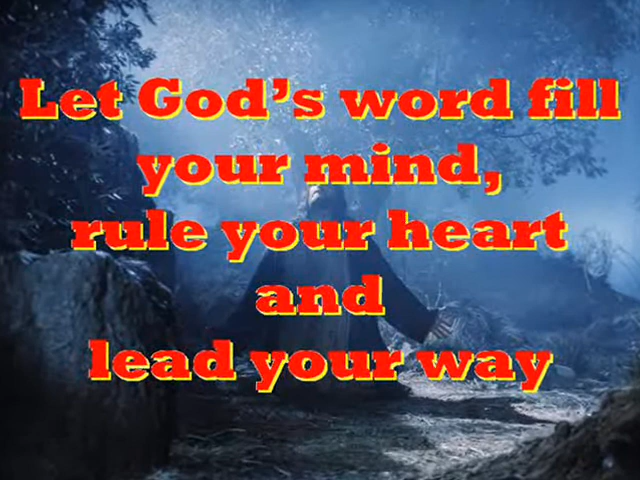 Let God's word fill
your mind,
rule your heart
and
lead your way